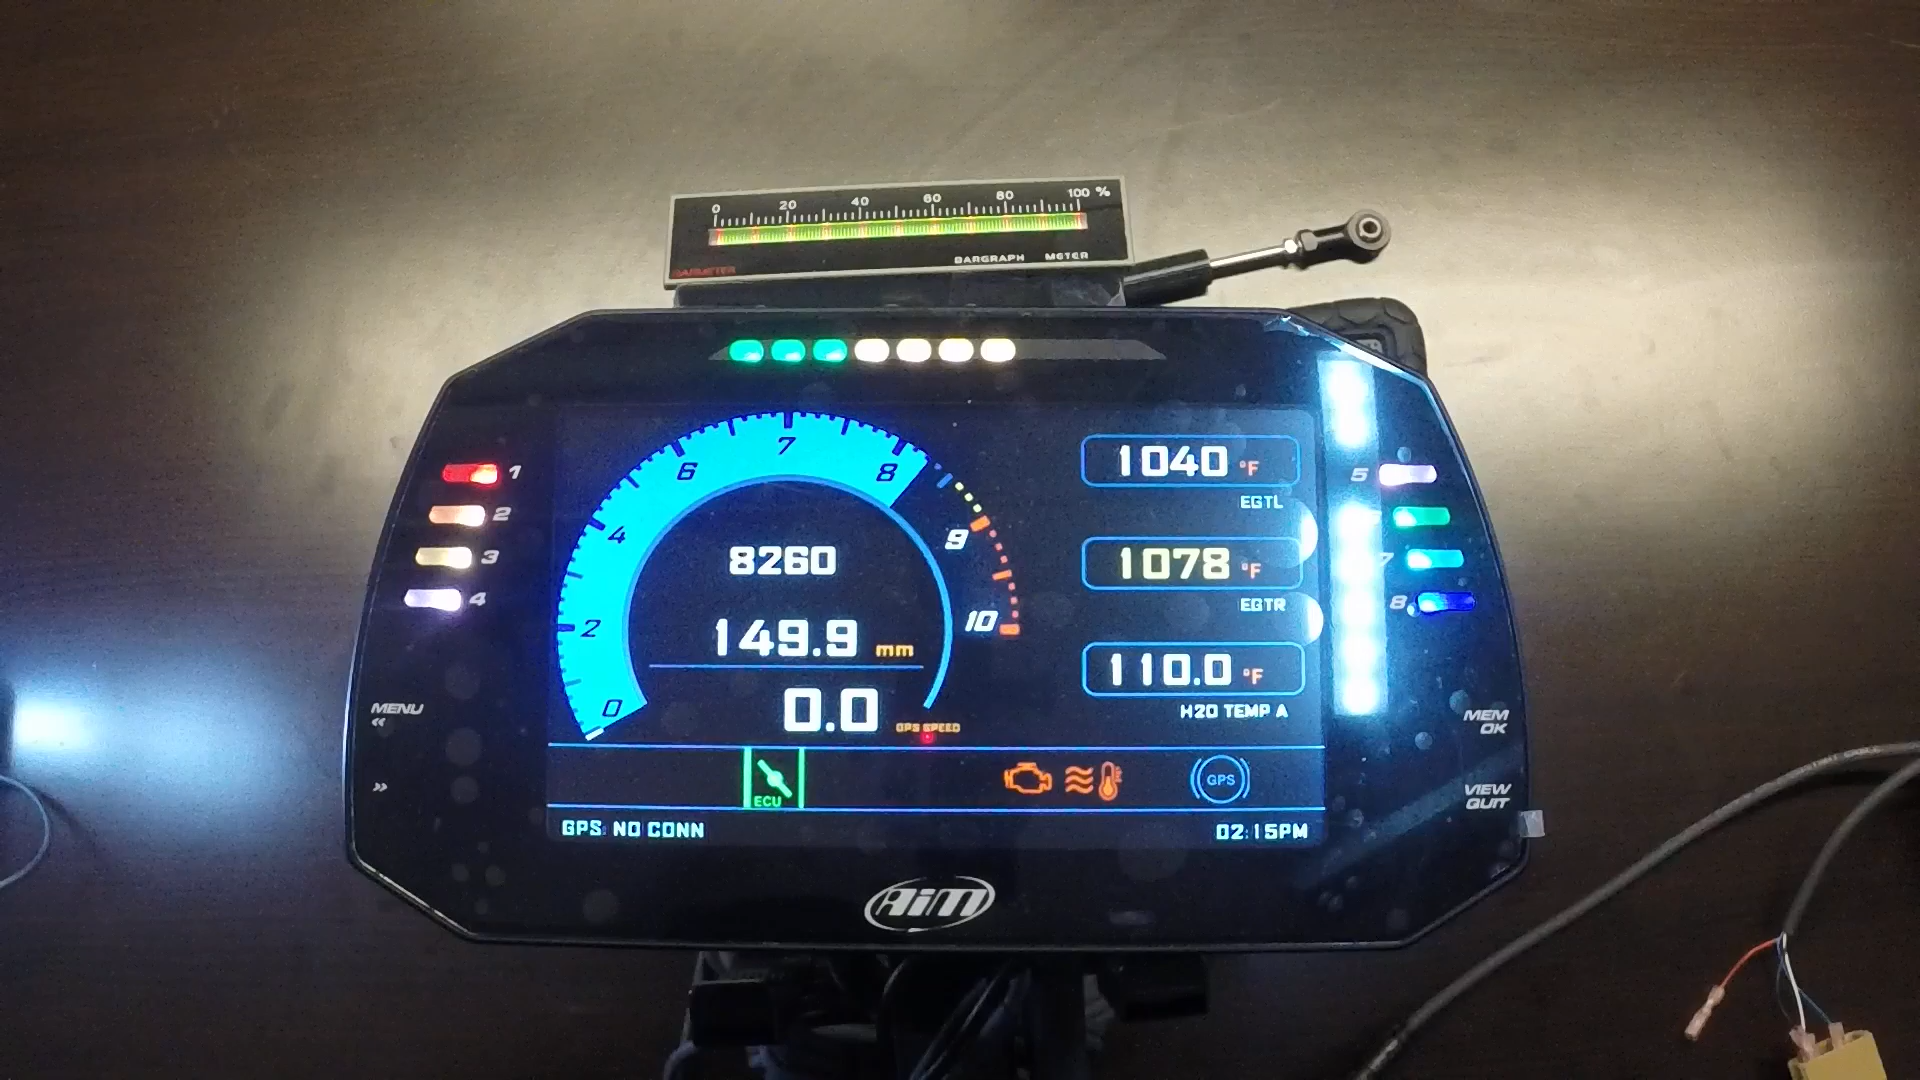 0 20 40 60 80 100 %
BARGRAPH METER
1
2
3
4
5
7
8
MENU
<<
>>
MEM
OK
VIEW
QUIT
0 2 4 6 7 8 9 10
8260
149.9 mm
0.0 GPS SPEED
1040 °F
EGTL
1078 °F
EGTR
110.0 °F
H2O TEMP A
ECU
GPS
GPS: NO CONN
02:15PM
AiM